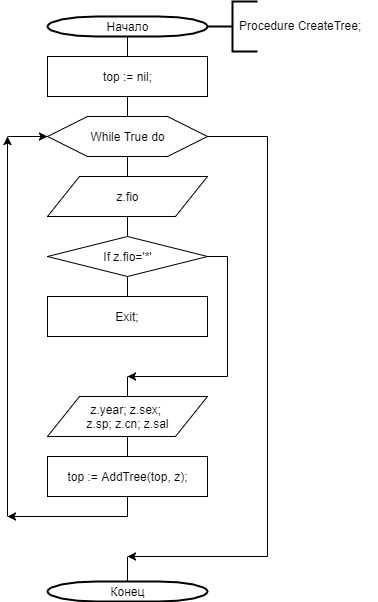 Начало
Procedure CreateTree;
top := nil;
While True do
z.fio
If z.fio='*'
Exit;
z.year; z.sex;
z.sp; z.cn; z.sal
top := AddTree(top, z);
Конец